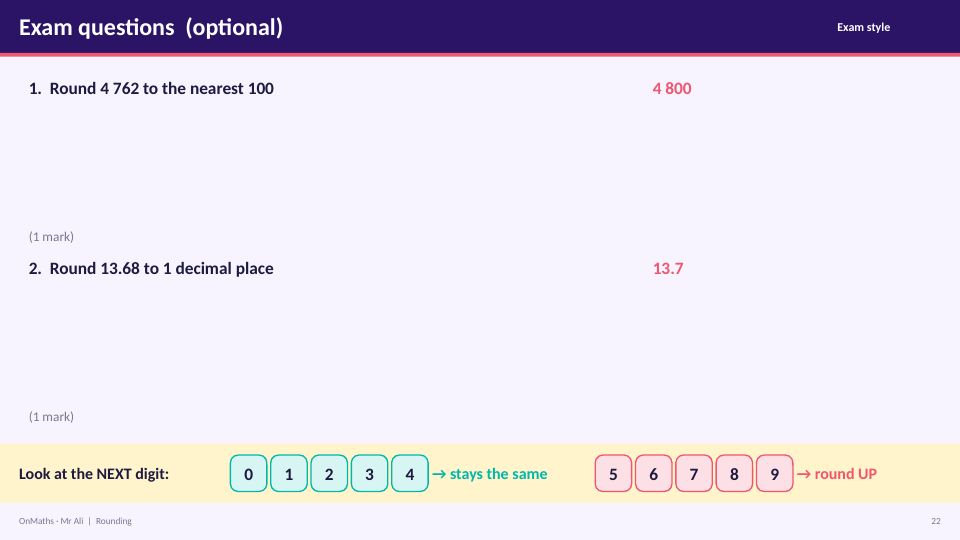 Exam questions (optional)
Exam style
1. Round 4 762 to the nearest 100
4 800
(1 mark)
2. Round 13.68 to 1 decimal place
13.7
(1 mark)
Look at the NEXT digit: 0 1 2 3 4 → stays the same 5 6 7 8 9 → round UP
OnMaths - Mr Ali | Rounding
22